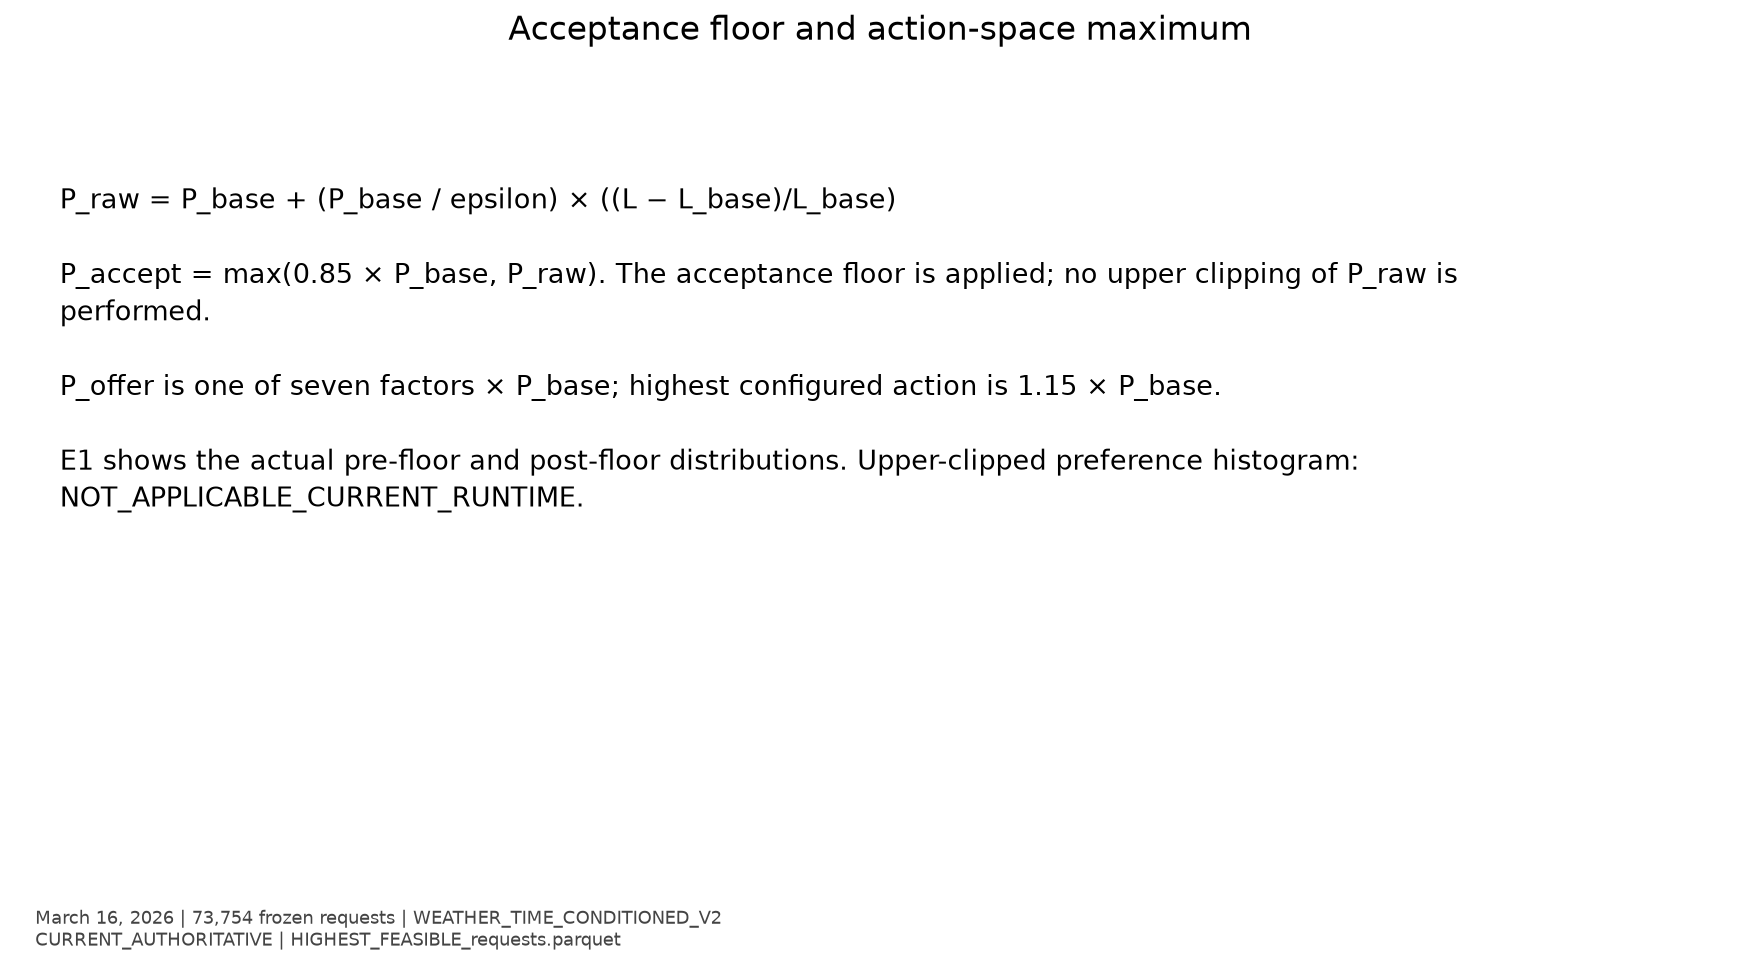 Acceptance floor and action-space maximum
P_raw = P_base + (P_base / epsilon) × ((L − L_base)/L_base)
P_accept = max(0.85 × P_base, P_raw). The acceptance floor is applied; no upper clipping of P_raw is
performed.
P_offer is one of seven factors × P_base; highest configured action is 1.15 × P_base.
E1 shows the actual pre-floor and post-floor distributions. Upper-clipped preference histogram:
NOT_APPLICABLE_CURRENT_RUNTIME.
March 16, 2026 | 73,754 frozen requests | WEATHER_TIME_CONDITIONED_V2
CURRENT_AUTHORITATIVE | HIGHEST_FEASIBLE_requests.parquet